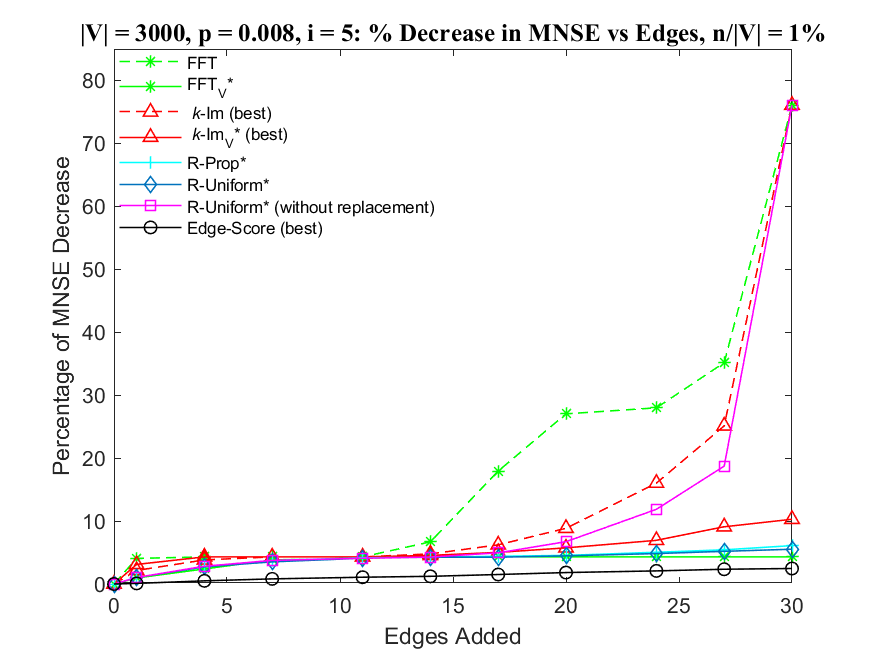 |V| = 3000, p = 0.008, i = 5: % Decrease in MNSE vs Edges, n/|V| = 1%
FFT
FFT_V*
k-Im (best)
k-Im_V* (best)
R-Prop*
R-Uniform*
R-Uniform* (without replacement)
Edge-Score (best)
Percentage of MNSE Decrease
80
70
60
50
40
30
20
10
0
0 5 10 15 20 25 30
Edges Added